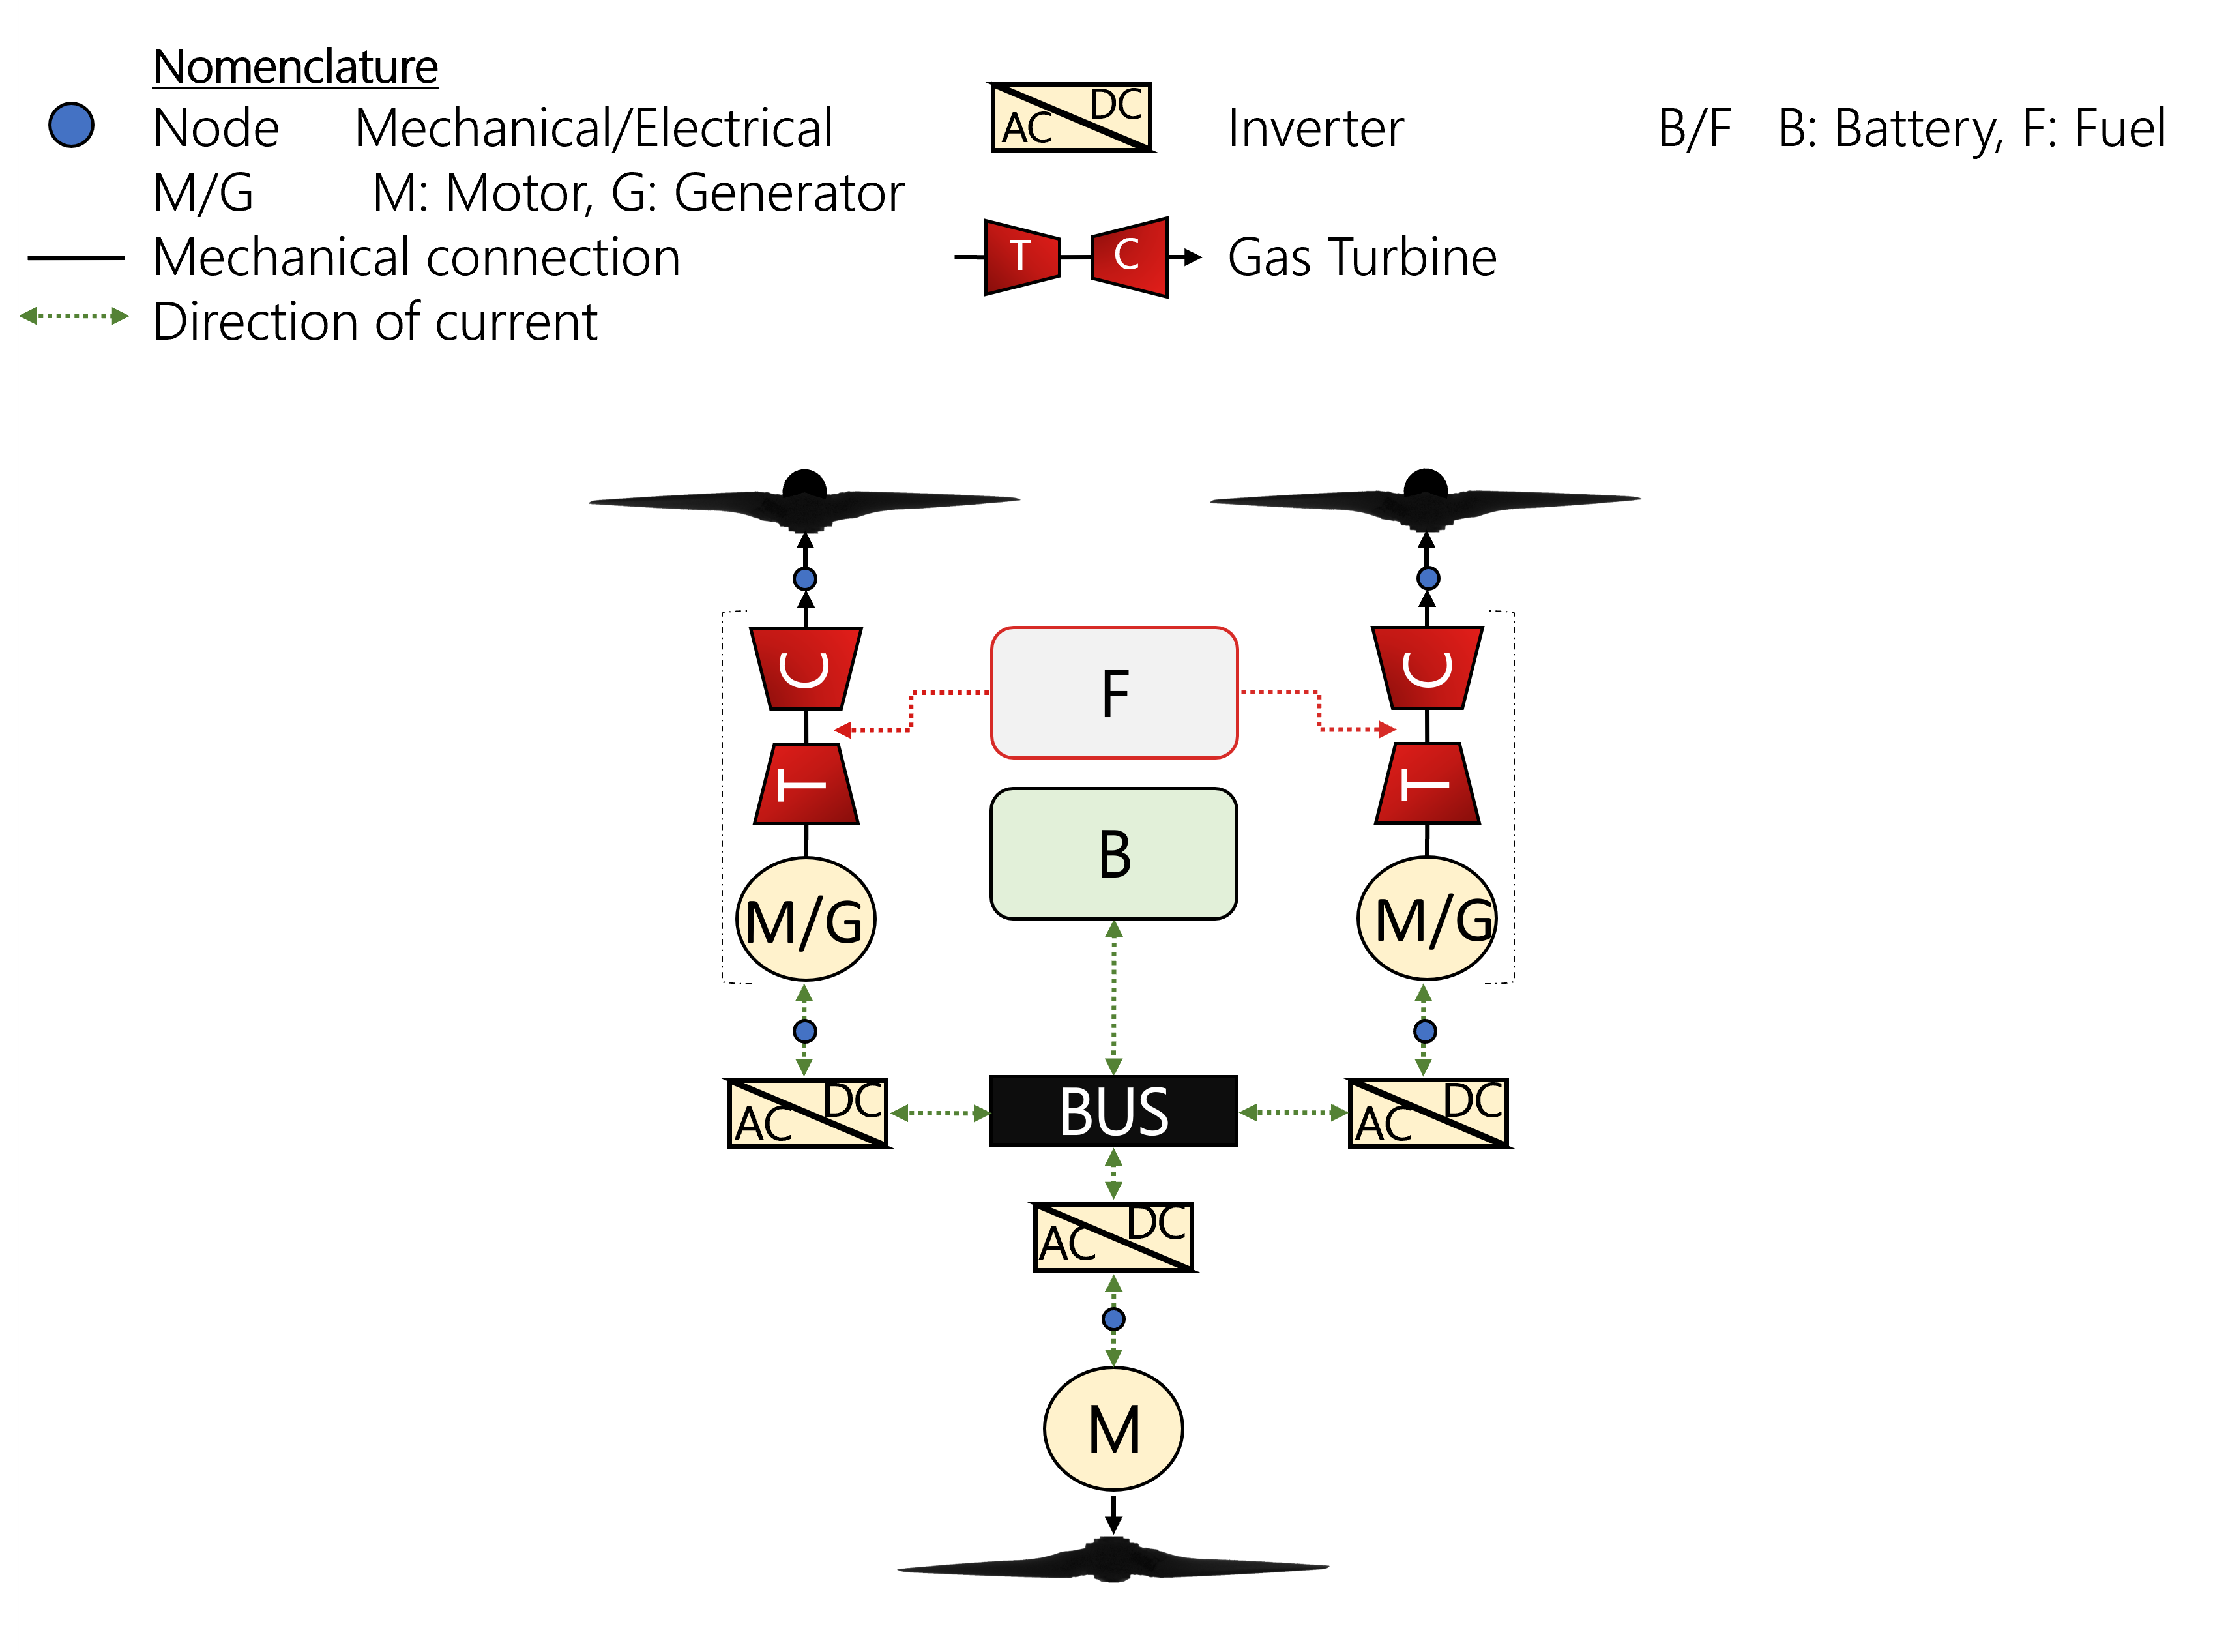 Nomenclature
Node Mechanical/Electrical
M/G M: Motor, G: Generator
Mechanical connection
Direction of current
AC DC Inverter
T C Gas Turbine
B/F B: Battery, F: Fuel
C
F
C
T
B
T
M/G
M/G
AC DC
BUS
AC DC
AC DC
M